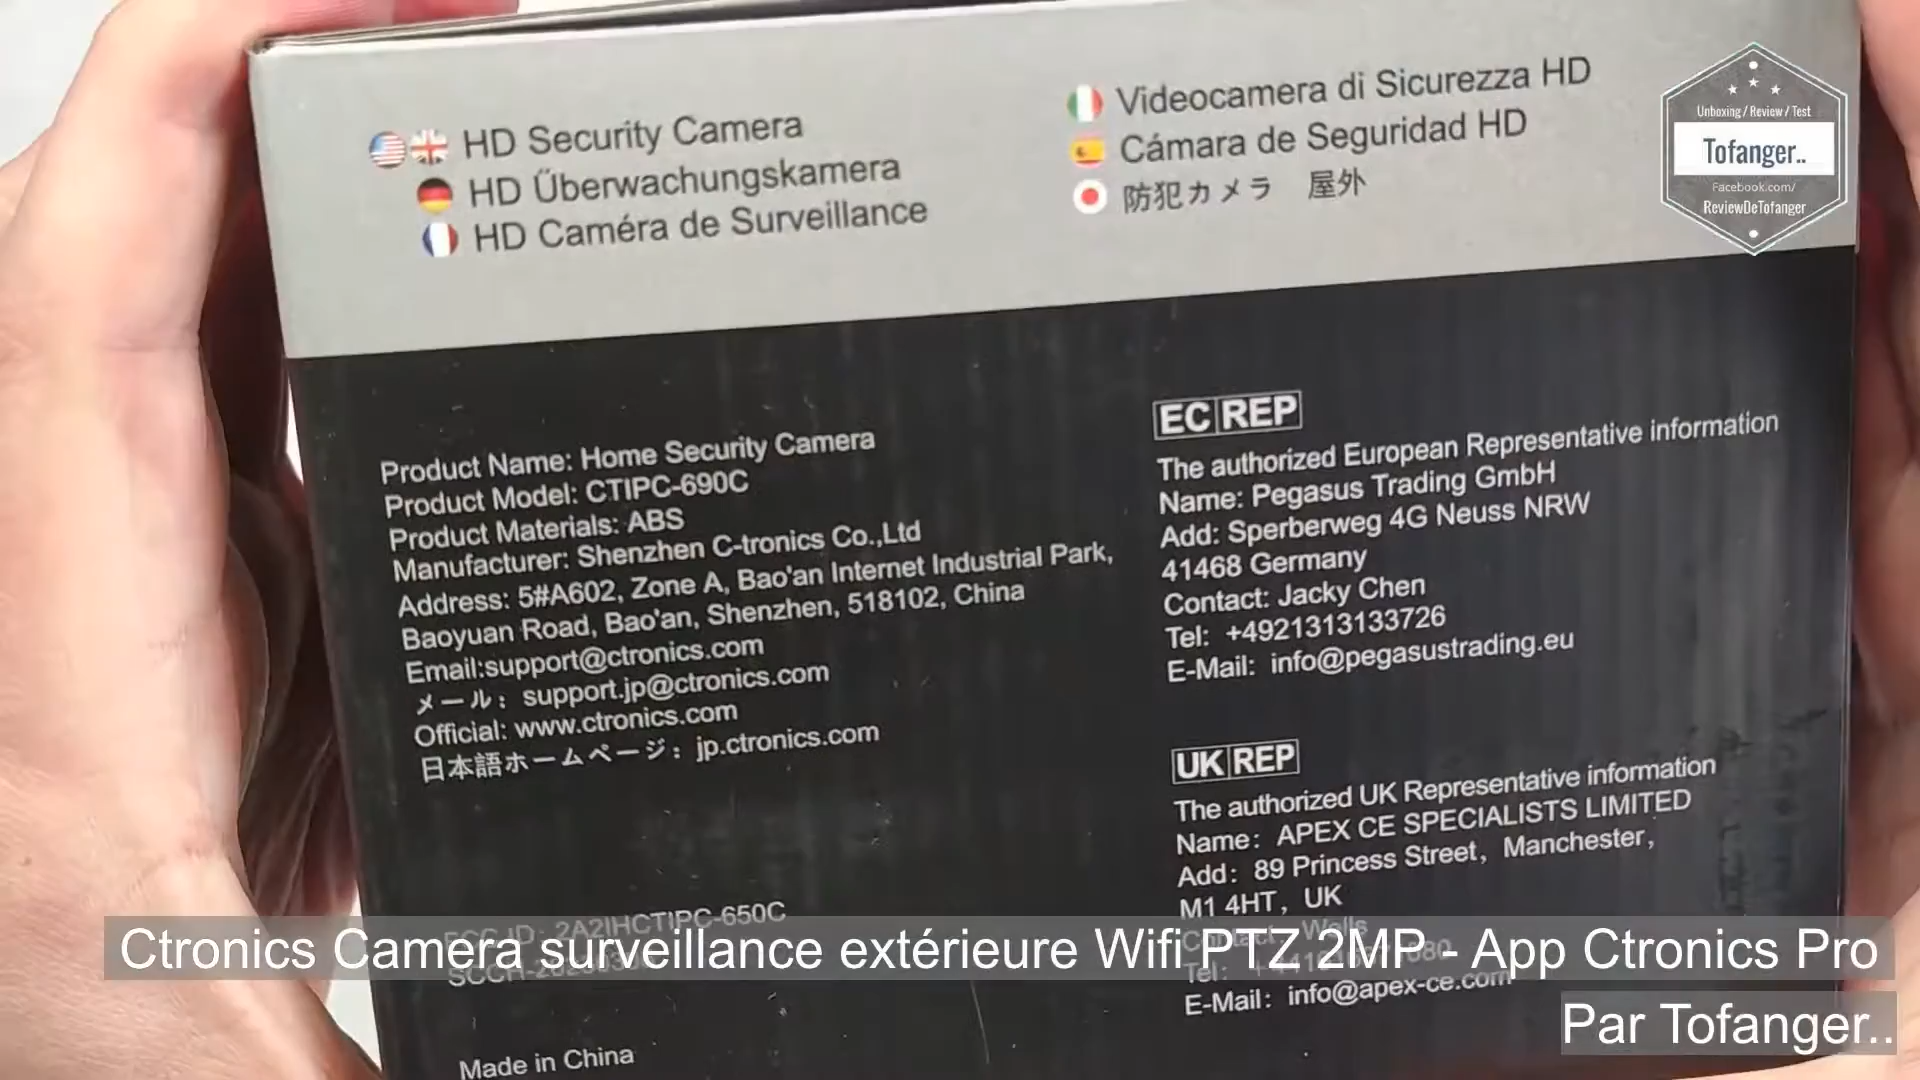 HD Security Camera
HD Überwachungskamera
HD Caméra de Surveillance
Videocamera di Sicurezza HD
Cámara de Seguridad HD
防犯カメラ 屋外
Unboxing / Review / Test
Tofanger..
Facebook.com/
ReviewDeTofanger
Product Name: Home Security Camera
Product Model: CTIPC-690C
Product Materials: ABS
Manufacturer: Shenzhen C-tronics Co.,Ltd
Address: 5#A602, Zone A, Bao'an Internet Industrial Park,
Baoyuan Road, Bao'an, Shenzhen, 518102, China
Email:support@ctronics.com
メール：support.jp@ctronics.com
Official: www.ctronics.com
日本語ホームページ：jp.ctronics.com
FCC ID: 2A2IHCTIPC-650C
Made in China
EC REP
The authorized European Representative information
Name: Pegasus Trading GmbH
Add: Sperberweg 4G Neuss NRW
41468 Germany
Contact: Jacky Chen
Tel: +4921313133726
E-Mail: info@pegasustrading.eu
UK REP
The authorized UK Representative information
Name: APEX CE SPECIALISTS LIMITED
Add: 89 Princess Street, Manchester,
M1 4HT, UK
Contact: Wells
Tel:
E-Mail: info@apex-ce.com
Ctronics Camera surveillance extérieure Wifi PTZ 2MP - App Ctronics Pro
Par Tofanger..